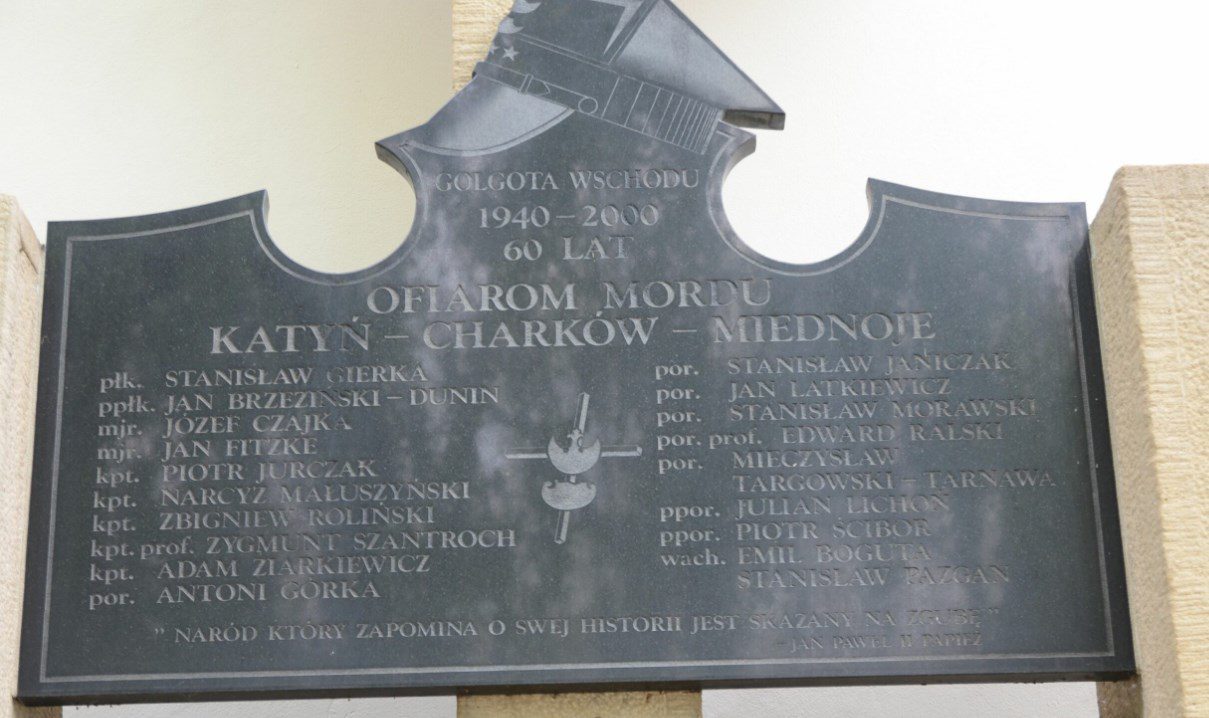 GOLGOTA WSCHODU
1940 – 2000
60 LAT
OFIAROM MORDU
KATYŃ – CHARKÓW – MIEDNOJE
płk. STANISŁAW GIERKA
ppłk. JAN BRZEZIŃSKI – DUNIN
mjr. JÓZEF CZAJKA
mjr. JAN FITZKE
kpt. PIOTR JURCZAK
kpt. NARCYZ MAŁUSZYŃSKI
kpt. ZBIGNIEW ROLIŃSKI
kpt. prof. ZYGMUNT SZANTROCH
kpt. ADAM ZIARKIEWICZ
por. ANTONI GÓRKA
por. STANISŁAW JANICZAK
por. JAN LATKIEWICZ
por. STANISŁAW MORAWSKI
por. prof. EDWARD RALSKI
por. MIECZYSŁAW
TARGOWSKI – TARNAWA
ppor. JULIAN LICHOŃ
ppor. PIOTR ŚCIBOR
wach. EMIL BOGUTA
STANISŁAW PAZGAN
” NARÓD KTÓRY ZAPOMINA O SWEJ HISTORII JEST SKAZANY NA ZGUBĘ ”
– JAN PAWEŁ II PAPIEŻ